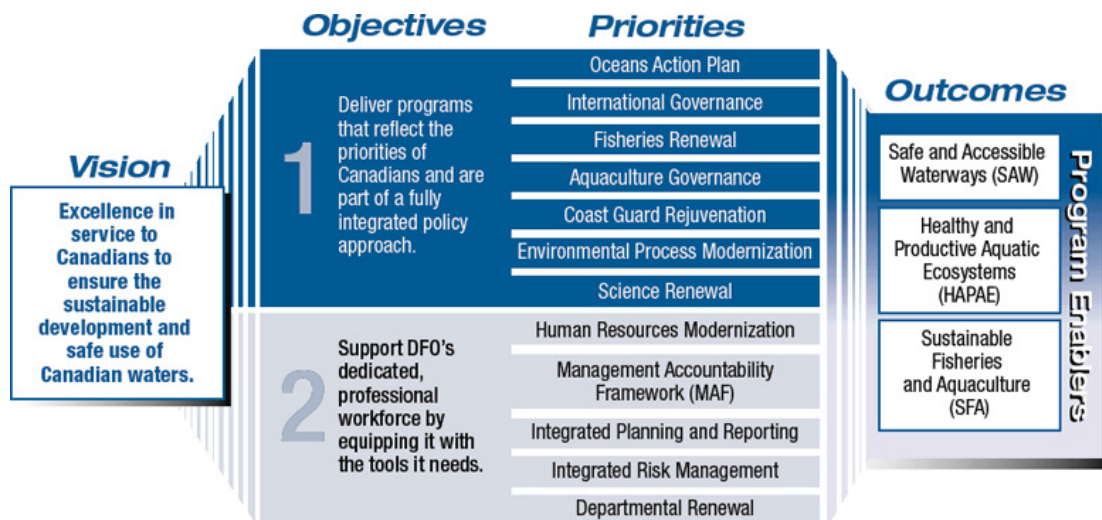 Vision
Excellence in
service to
Canadians to
ensure the
sustainable
development and
safe use of
Canadian waters.
Objectives
1
Deliver programs
that reflect the
priorities of
Canadians and are
part of a fully
integrated policy
approach.
2
Support DFO’s
dedicated,
professional
workforce by
equipping it with
the tools it needs.
Priorities
Oceans Action Plan
International Governance
Fisheries Renewal
Aquaculture Governance
Coast Guard Rejuvenation
Environmental Process Modernization
Science Renewal
Human Resources Modernization
Management Accountability
Framework (MAF)
Integrated Planning and Reporting
Integrated Risk Management
Departmental Renewal
Outcomes
Safe and Accessible
Waterways (SAW)
Healthy and
Productive Aquatic
Ecosystems
(HAPAE)
Sustainable
Fisheries
and Aquaculture
(SFA)
Program Enablers